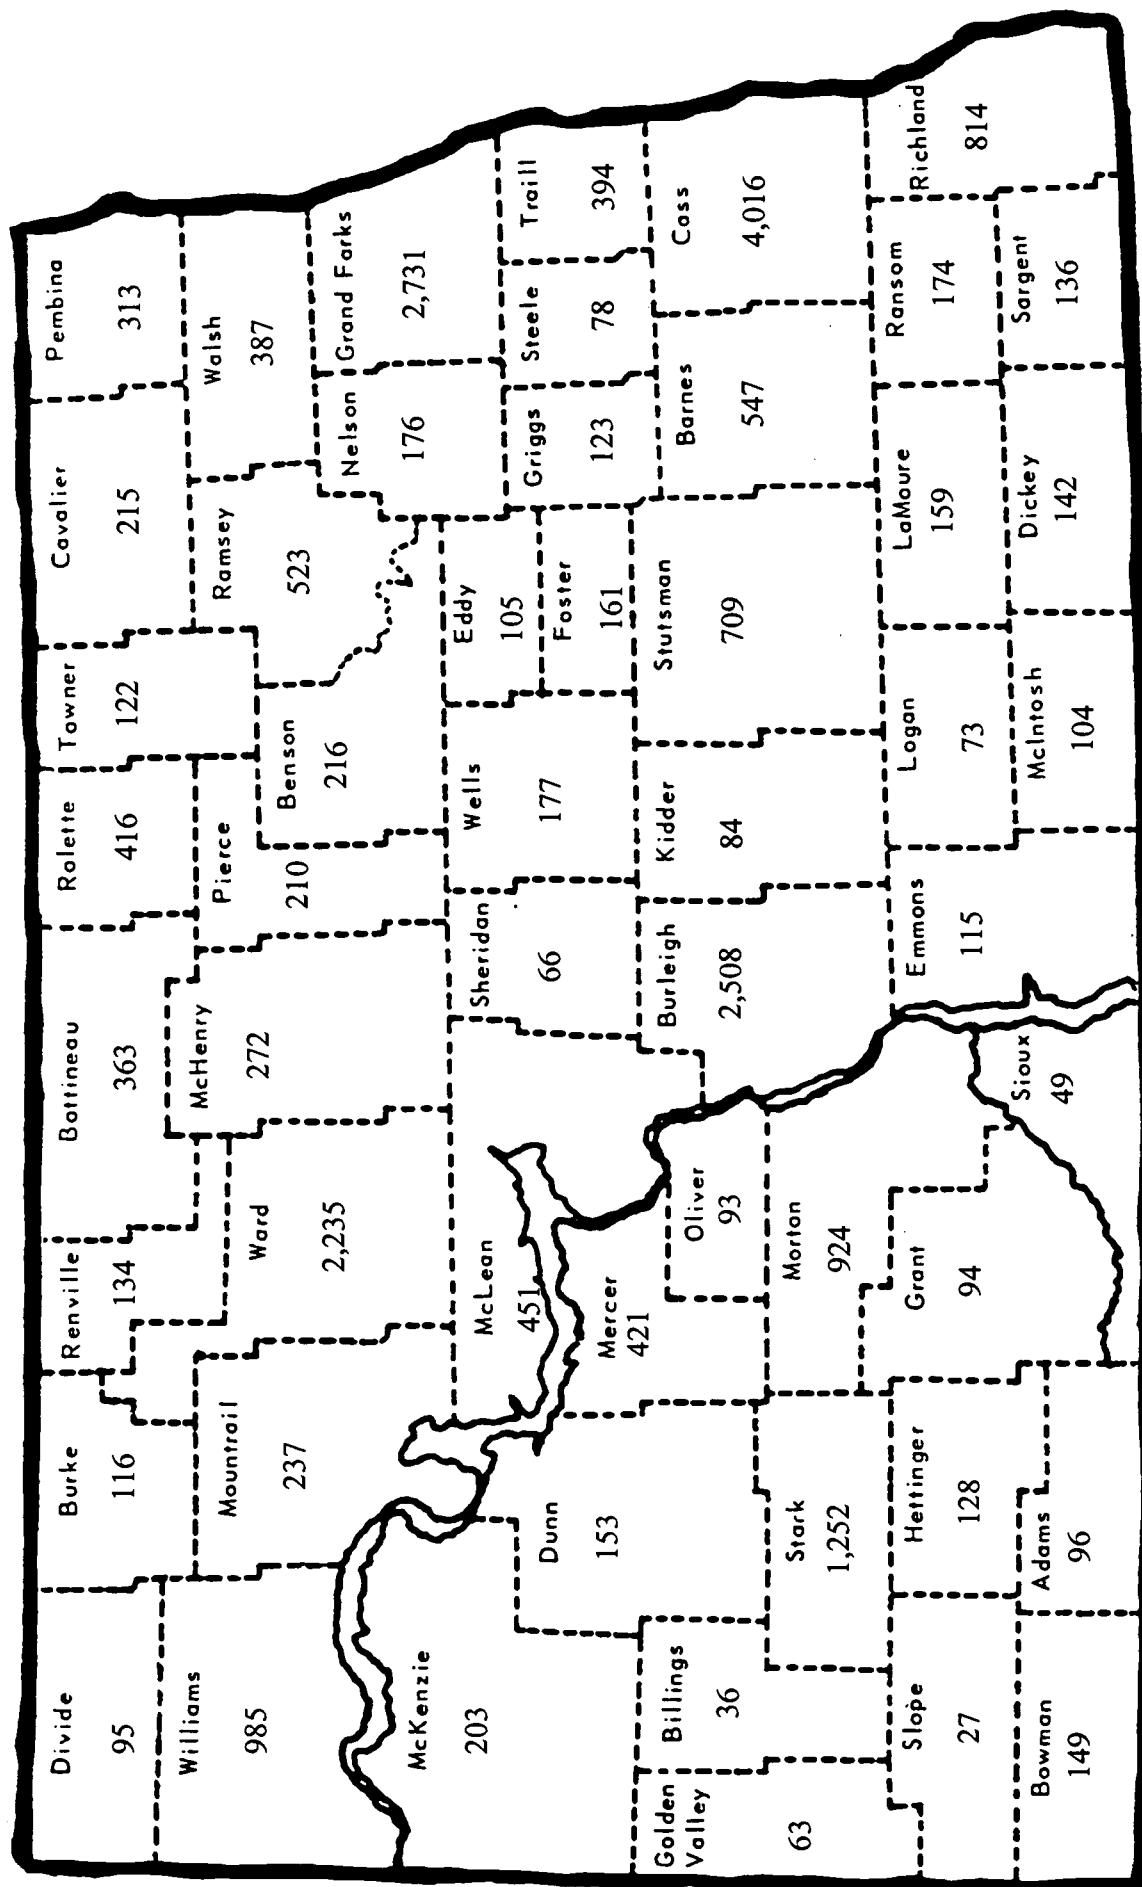 Divide
95
Burke
116
Renville
134
Bottineau
363
Rolette
416
Towner
122
Cavalier
215
Pembina
313
Williams
985
Mountrail
237
Ward
2,235
McHenry
272
Pierce
210
Benson
216
Ramsey
523
Walsh
387
Nelson
176
Grand Forks
2,731
McKenzie
203
Dunn
153
McLean
451
Mercer
421
Oliver
93
Sheridan
66
Wells
177
Eddy
105
Foster
161
Griggs
123
Steele
78
Traill
394
Golden
Valley
63
Billings
36
Stark
1,252
Morton
924
Burleigh
2,508
Kidder
84
Stutsman
709
Barnes
547
Cass
4,016
Slope
27
Hettinger
128
Grant
94
Sioux
49
Emmons
115
Logan
73
LaMoure
159
Ransom
174
Richland
814
Bowman
149
Adams
96
McIntosh
104
Dickey
142
Sargent
136